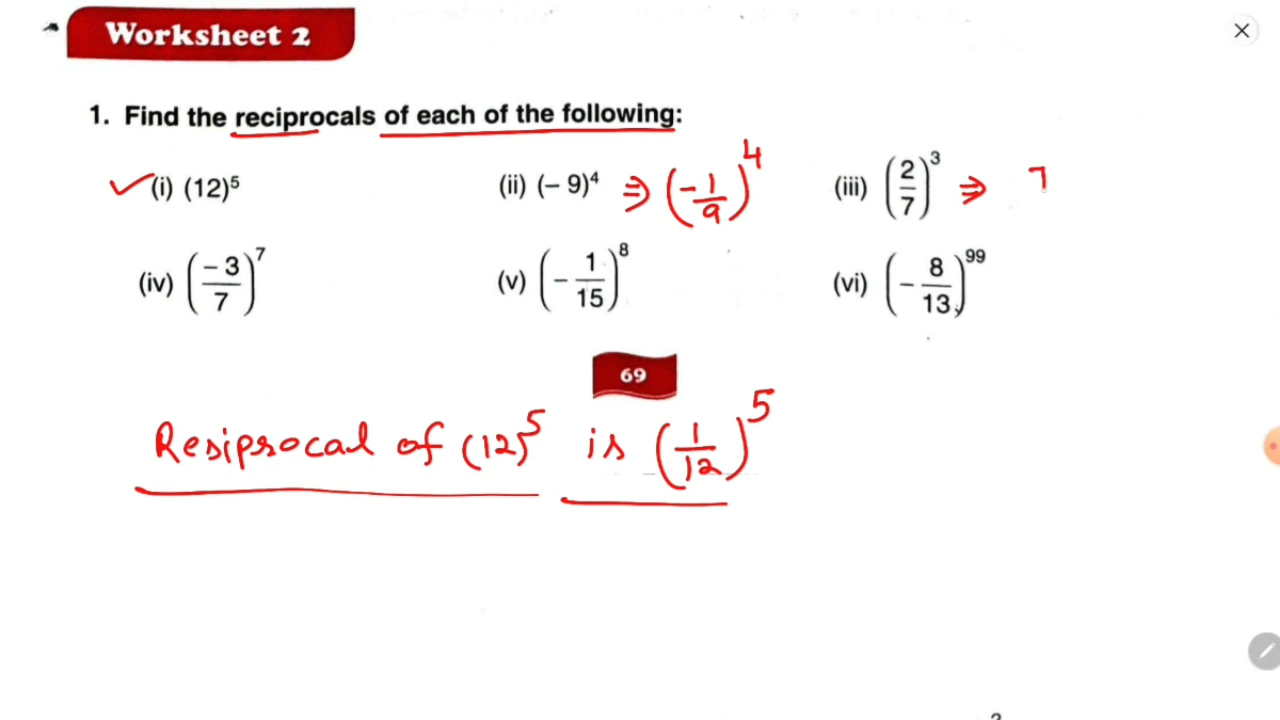 Worksheet 2
1. Find the reciprocals of each of the following:
(i) (12)⁵ (ii) (– 9)⁴ ⇒ (-1/9)⁴ (iii) (2/7)³ ⇒ 7
(iv) (–3/7)⁷ (v) (–1/15)⁸ (vi) (–8/13)⁹⁹
69
Resiprocal of (12)⁵ is (1/12)⁵